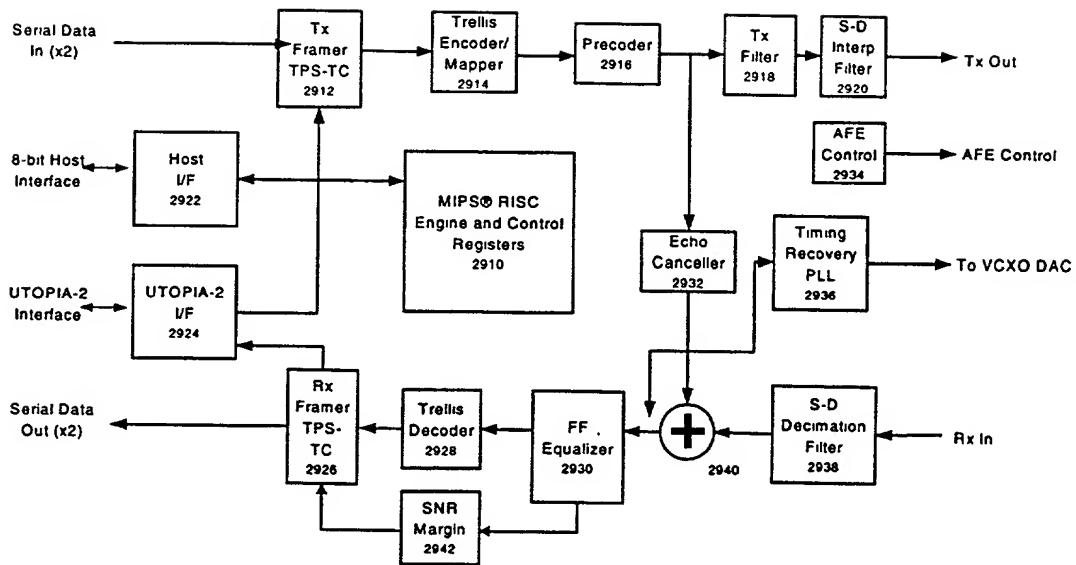 Serial Data
In (x2)
Tx
Framer
TPS-TC
2912
Trellis
Encoder/
Mapper
2914
Precoder
2916
Tx
Filter
2918
S-D
Interp
Filter
2920
Tx Out
8-bit Host
Interface
Host
I/F
2922
MIPS® RISC
Engine and Control
Registers
2910
AFE
Control
2934
AFE Control
Echo
Canceller
2932
Timing
Recovery
PLL
2936
To VCXO DAC
UTOPIA-2
Interface
UTOPIA-2
I/F
2924
Serial Data
Out (x2)
Rx
Framer
TPS-
TC
2926
Trellis
Decoder
2928
FF
Equalizer
2930
+
2940
S-D
Decimation
Filter
2938
Rx In
SNR
Margin
2942